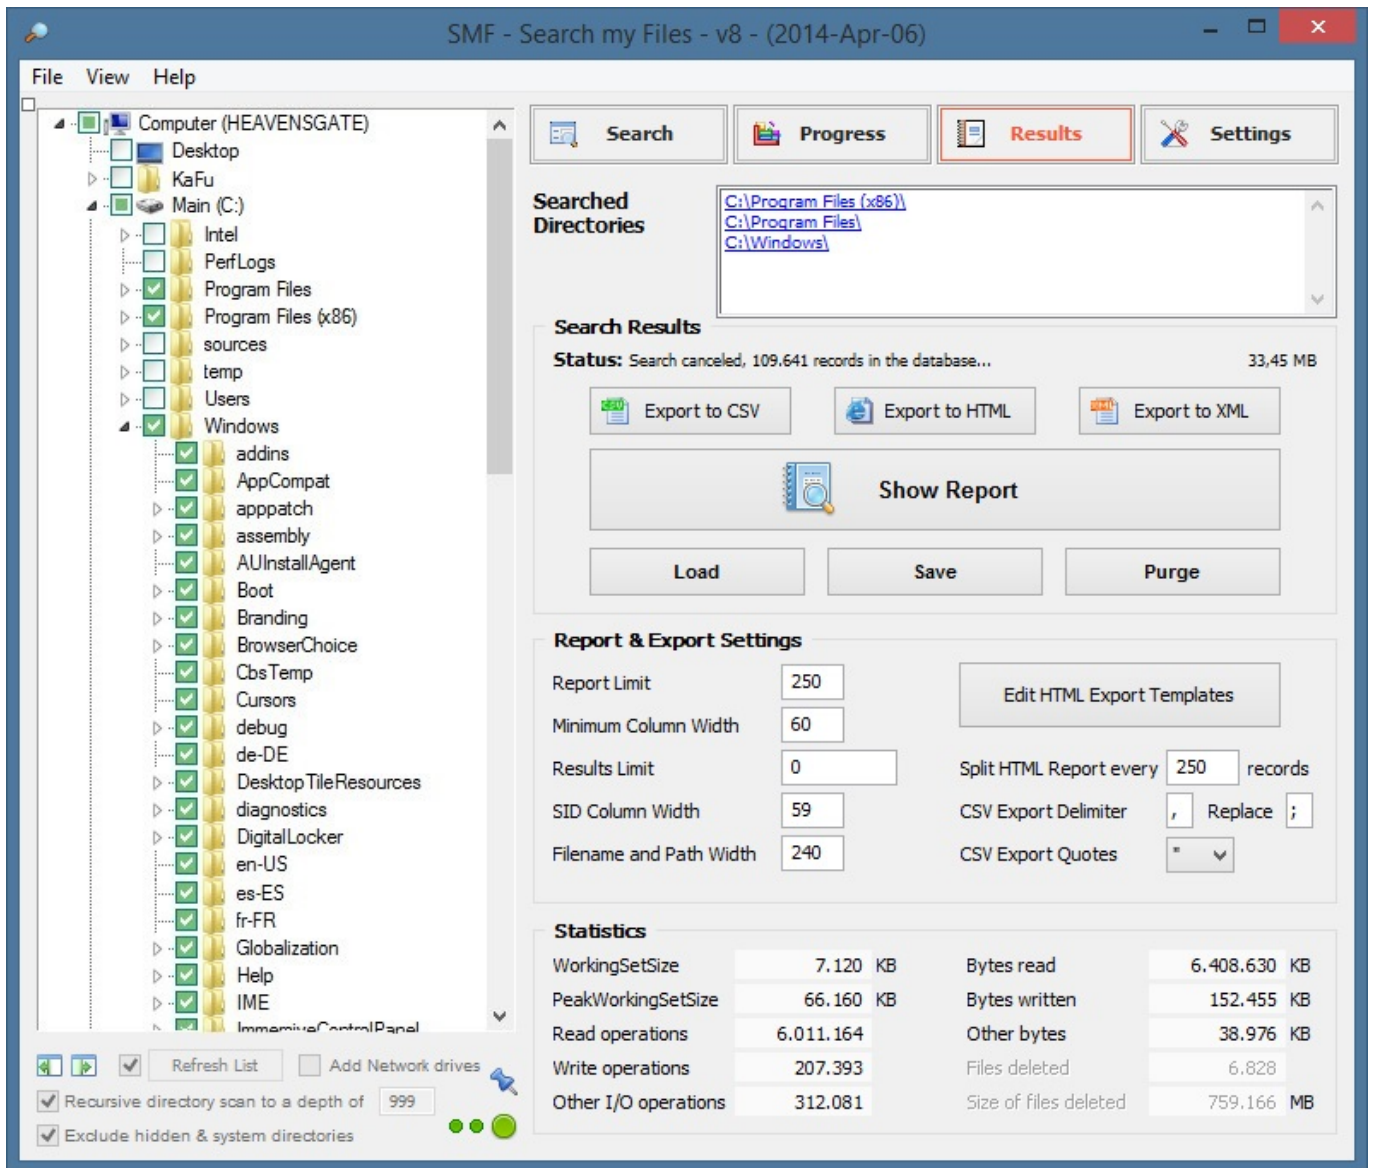 SMF - Search my Files - v8 - (2014-Apr-06)
File View Help
Computer (HEAVENSGATE)
Desktop
KaFu
Main (C:)
Intel
PerfLogs
Program Files
Program Files (x86)
sources
temp
Users
Windows
addins
AppCompat
apppatch
assembly
AUInstallAgent
Boot
Branding
BrowserChoice
CbsTemp
Cursors
debug
de-DE
DesktopTileResources
diagnostics
DigitalLocker
en-US
es-ES
fr-FR
Globalization
Help
IME
ImmersiveControlPanel
Refresh List Add Network drives
Recursive directory scan to a depth of 999
Exclude hidden & system directories
Search Progress Results Settings
Searched
Directories
C:\Program Files (x86)\
C:\Program Files\
C:\Windows\
Search Results
Status: Search canceled, 109.641 records in the database... 33,45 MB
Export to CSV Export to HTML Export to XML
Show Report
Load Save Purge
Report & Export Settings
Report Limit 250
Minimum Column Width 60
Results Limit 0
SID Column Width 59
Filename and Path Width 240
Edit HTML Export Templates
Split HTML Report every 250 records
CSV Export Delimiter , Replace ;
CSV Export Quotes "
Statistics
WorkingSetSize 7.120 KB
PeakWorkingSetSize 66.160 KB
Read operations 6.011.164
Write operations 207.393
Other I/O operations 312.081
Bytes read 6.408.630 KB
Bytes written 152.455 KB
Other bytes 38.976 KB
Files deleted 6.828
Size of files deleted 759.166 MB